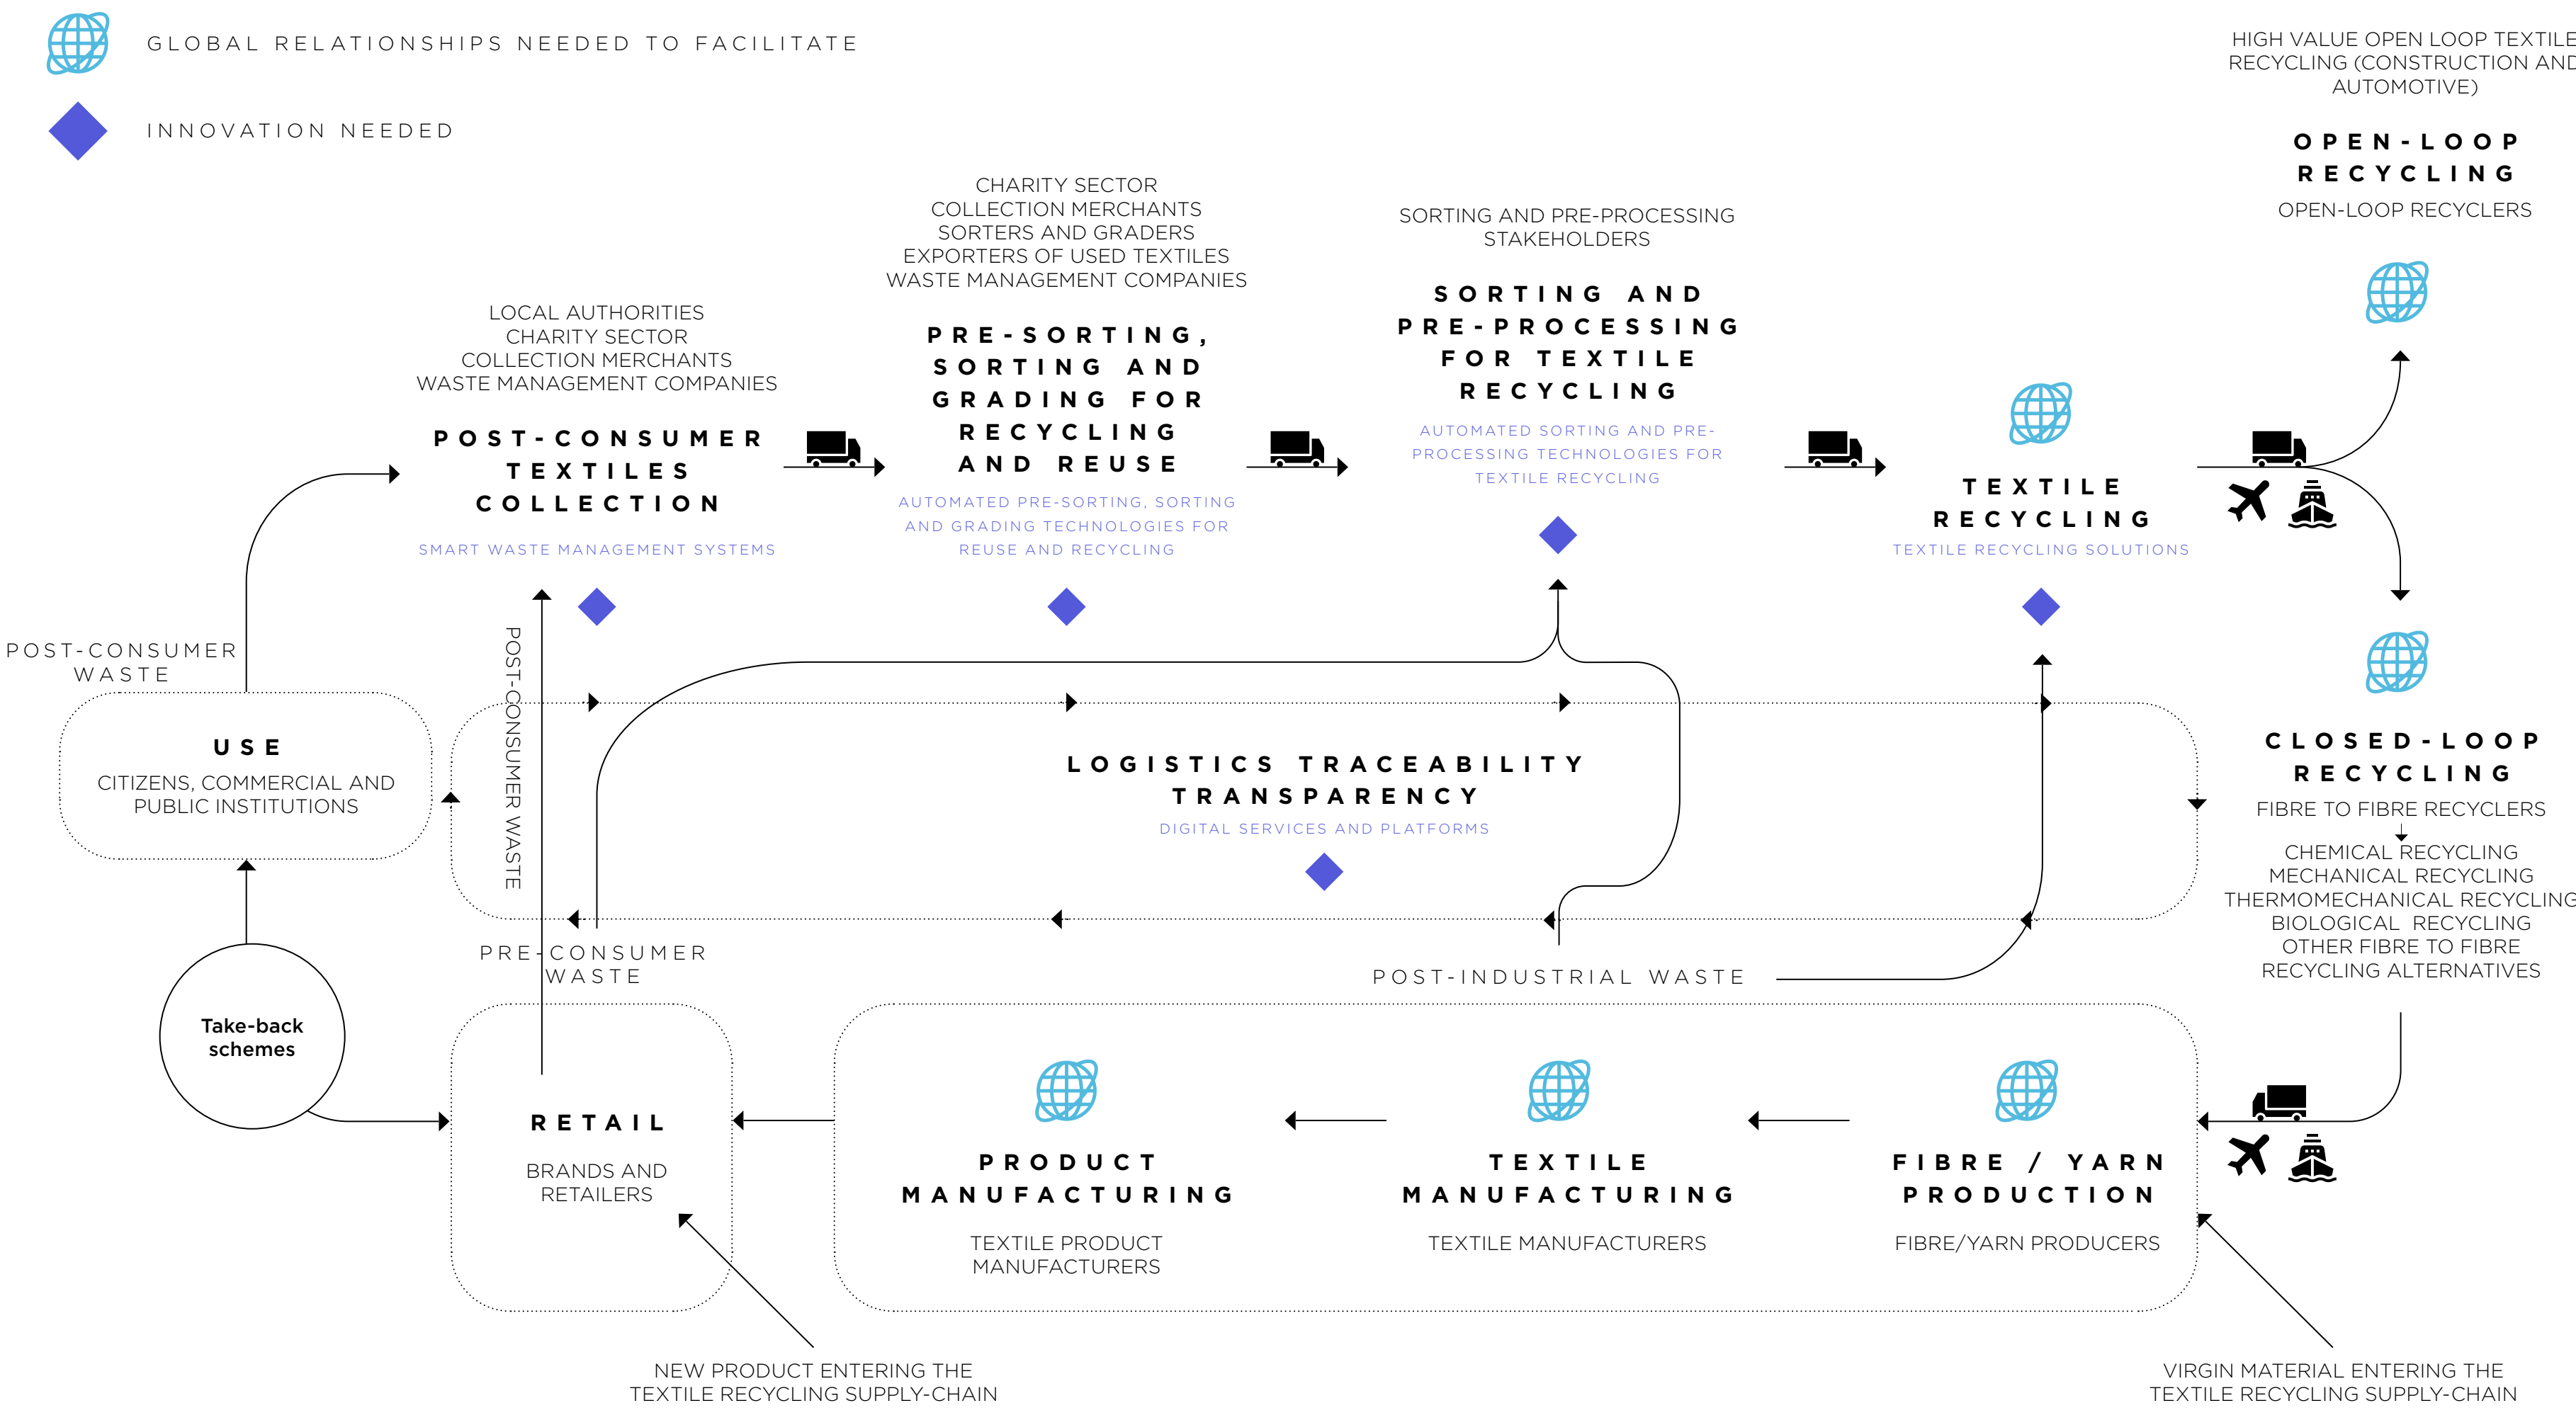 GLOBAL RELATIONSHIPS NEEDED TO FACILITATE
INNOVATION NEEDED
HIGH VALUE OPEN LOOP TEXTILE
RECYCLING (CONSTRUCTION AND
AUTOMOTIVE)
OPEN-LOOP
RECYCLING
OPEN-LOOP RECYCLERS
LOCAL AUTHORITIES
CHARITY SECTOR
COLLECTION MERCHANTS
WASTE MANAGEMENT COMPANIES
POST-CONSUMER
TEXTILES
COLLECTION
SMART WASTE MANAGEMENT SYSTEMS
CHARITY SECTOR
COLLECTION MERCHANTS
SORTERS AND GRADERS
EXPORTERS OF USED TEXTILES
WASTE MANAGEMENT COMPANIES
PRE-SORTING,
SORTING AND
GRADING FOR
RECYCLING
AND REUSE
AUTOMATED PRE-SORTING, SORTING
AND GRADING TECHNOLOGIES FOR
REUSE AND RECYCLING
SORTING AND PRE-PROCESSING
STAKEHOLDERS
SORTING AND
PRE-PROCESSING
FOR TEXTILE
RECYCLING
AUTOMATED SORTING AND PRE-
PROCESSING TECHNOLOGIES FOR
TEXTILE RECYCLING
TEXTILE
RECYCLING
TEXTILE RECYCLING SOLUTIONS
POST-CONSUMER
WASTE
USE
CITIZENS, COMMERCIAL AND
PUBLIC INSTITUTIONS
POST-CONSUMER WASTE
LOGISTICS TRACEABILITY
TRANSPARENCY
DIGITAL SERVICES AND PLATFORMS
CLOSED-LOOP
RECYCLING
FIBRE TO FIBRE RECYCLERS
CHEMICAL RECYCLING
MECHANICAL RECYCLING
THERMOMECHANICAL RECYCLING
BIOLOGICAL RECYCLING
OTHER FIBRE TO FIBRE
RECYCLING ALTERNATIVES
PRE-CONSUMER
WASTE
POST-INDUSTRIAL WASTE
Take-back
schemes
RETAIL
BRANDS AND
RETAILERS
PRODUCT
MANUFACTURING
TEXTILE PRODUCT
MANUFACTURERS
TEXTILE
MANUFACTURING
TEXTILE MANUFACTURERS
FIBRE / YARN
PRODUCTION
FIBRE/YARN PRODUCERS
NEW PRODUCT ENTERING THE
TEXTILE RECYCLING SUPPLY-CHAIN
VIRGIN MATERIAL ENTERING THE
TEXTILE RECYCLING SUPPLY-CHAIN